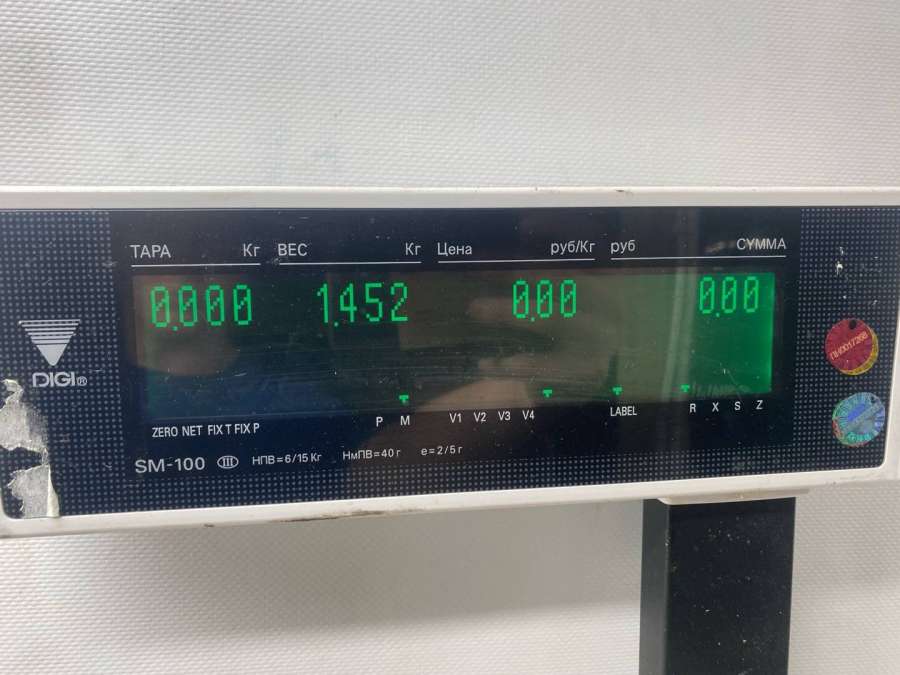 ТАРА Кг ВЕС Кг Цена руб/Кг руб СУММА
0.000 1.452 0.00 0.00
DIGI®
P M V1 V2 V3 V4 LABEL R X S Z
ZERO NET FIX T FIX P
SM-100 III НПВ=6/15 Кг НмПВ=40 г e=2/5 г